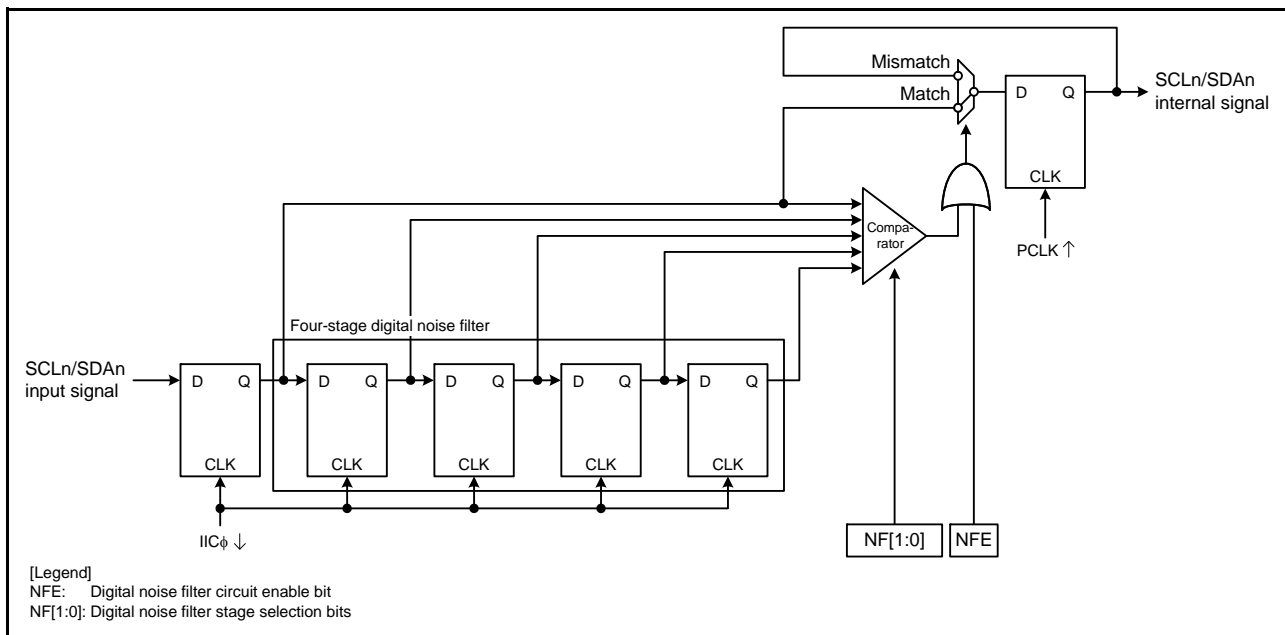 Mismatch
Match
D Q
CLK
PCLK ↑
SCLn/SDAn
internal signal
Compa-
rator
Four-stage digital noise filter
SCLn/SDAn
input signal
D Q
CLK
D Q
CLK
D Q
CLK
D Q
CLK
D Q
CLK
IICφ ↓
NF[1:0]
NFE
[Legend]
NFE: Digital noise filter circuit enable bit
NF[1:0]: Digital noise filter stage selection bits